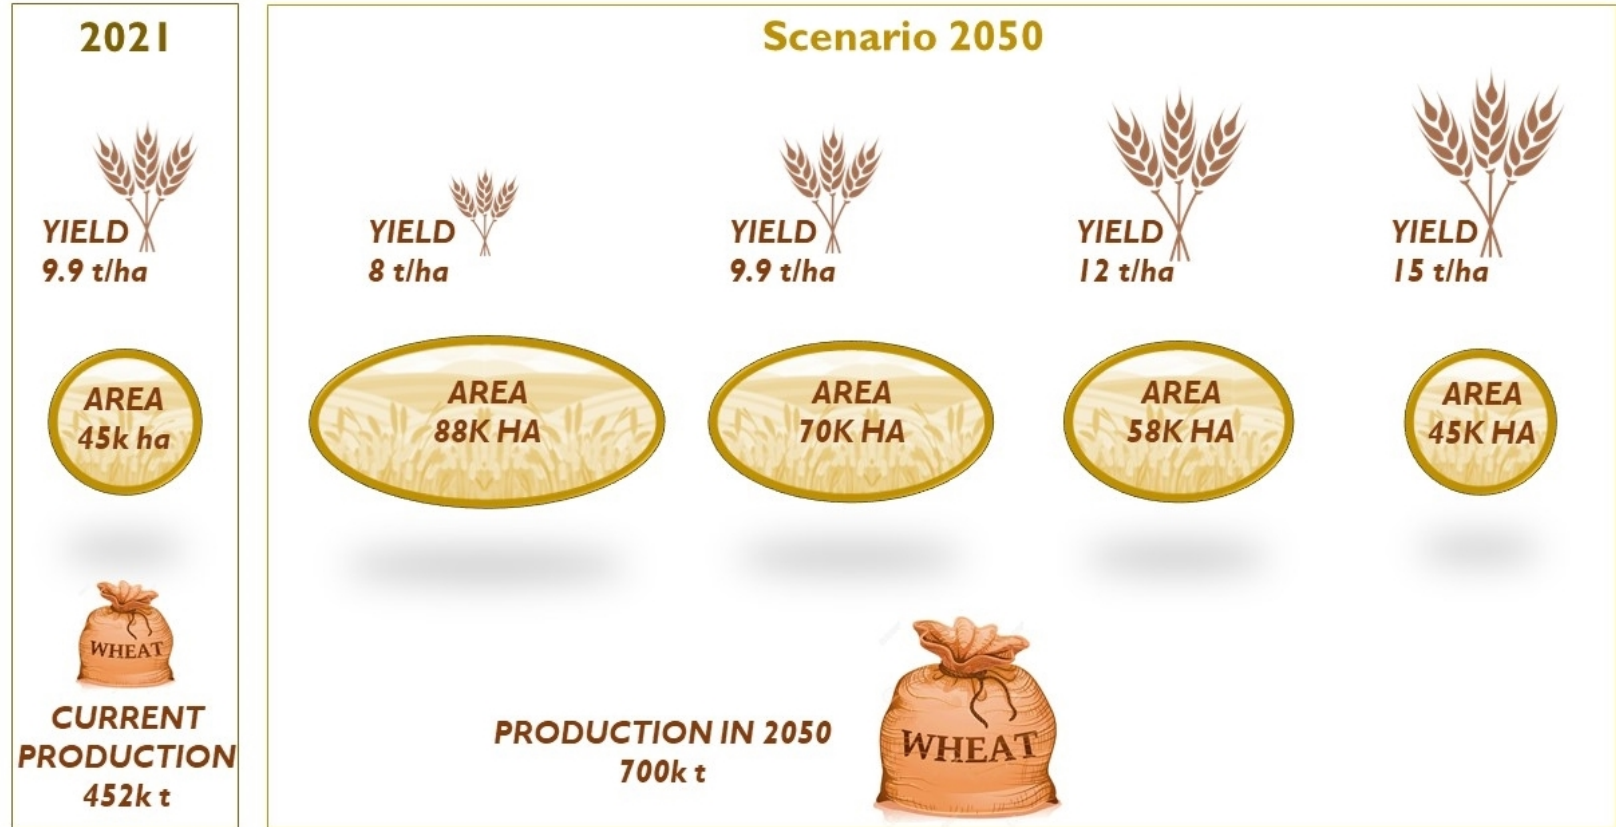 2021
YIELD
9.9 t/ha
AREA
45k ha
WHEAT
CURRENT
PRODUCTION
452k t
Scenario 2050
YIELD
8 t/ha
YIELD
9.9 t/ha
YIELD
12 t/ha
YIELD
15 t/ha
AREA
88K HA
AREA
70K HA
AREA
58K HA
AREA
45K HA
PRODUCTION IN 2050
700k t
WHEAT